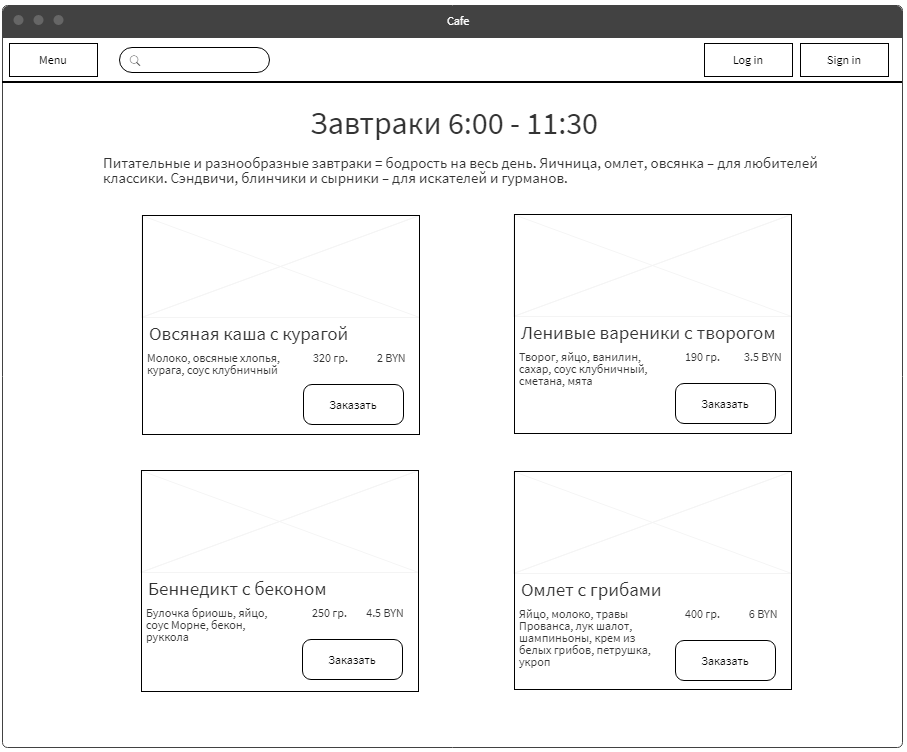 Cafe
Menu
Log in
Sign in
Завтраки 6:00 - 11:30
Питательные и разнообразные завтраки = бодрость на весь день. Яичница, омлет, овсянка – для любителей
классики. Сэндвичи, блинчики и сырники – для искателей и гурманов.
Овсяная каша с курагой
Молоко, овсяные хлопья,
курага, соус клубничный
320 гр.
2 BYN
Заказать
Ленивые вареники с творогом
Творог, яйцо, ванилин,
сахар, соус клубничный,
сметана, мята
190 гр.
3.5 BYN
Заказать
Беннедикт с беконом
Булочка бриошь, яйцо,
соус Морне, бекон,
руккола
250 гр.
4.5 BYN
Заказать
Омлет с грибами
Яйцо, молоко, травы
Прованса, лук шалот,
шампиньоны, крем из
белых грибов, петрушка,
укроп
400 гр.
6 BYN
Заказать